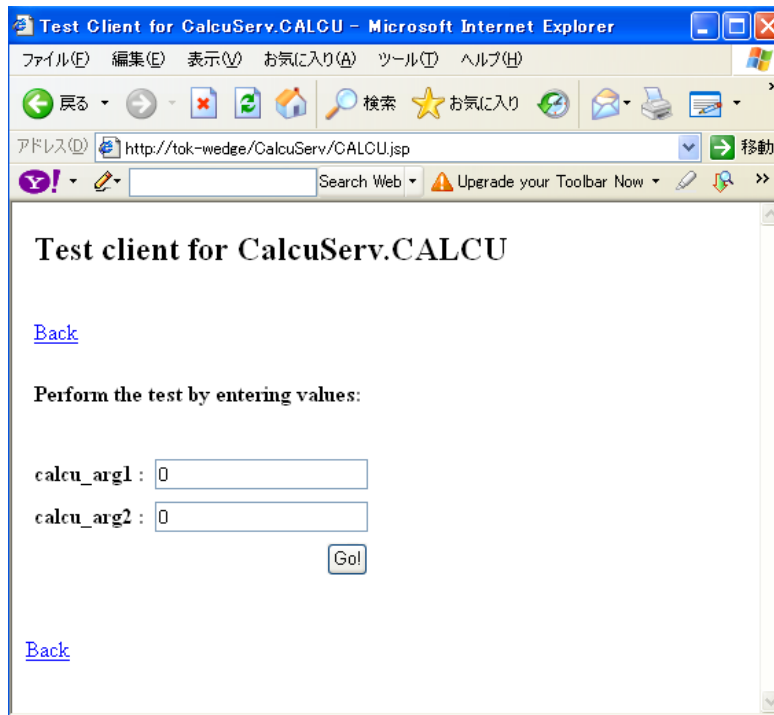 Test Client for CalcuServ.CALCU - Microsoft Internet Explorer
ファイル(F) 編集(E) 表示(V) お気に入り(A) ツール(T) ヘルプ(H)
戻る 検索 お気に入り
アドレス(D) http://tok-wedge/CalcuServ/CALCU.jsp 移動
Y! Search Web Upgrade your Toolbar Now »
Test client for CalcuServ.CALCU
Back
Perform the test by entering values:
calcu_arg1 : 0
calcu_arg2 : 0
Go!
Back